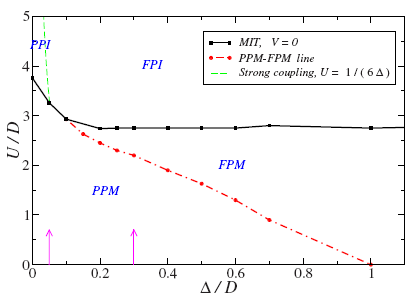 5
4
3
2
1
0
U / D
PPI
FPI
PPM
FPM
MIT, V = 0
PPM-FPM line
Strong coupling, U = 1 / ( 6 Δ )
0
0.2
0.4
0.6
0.8
1
Δ / D